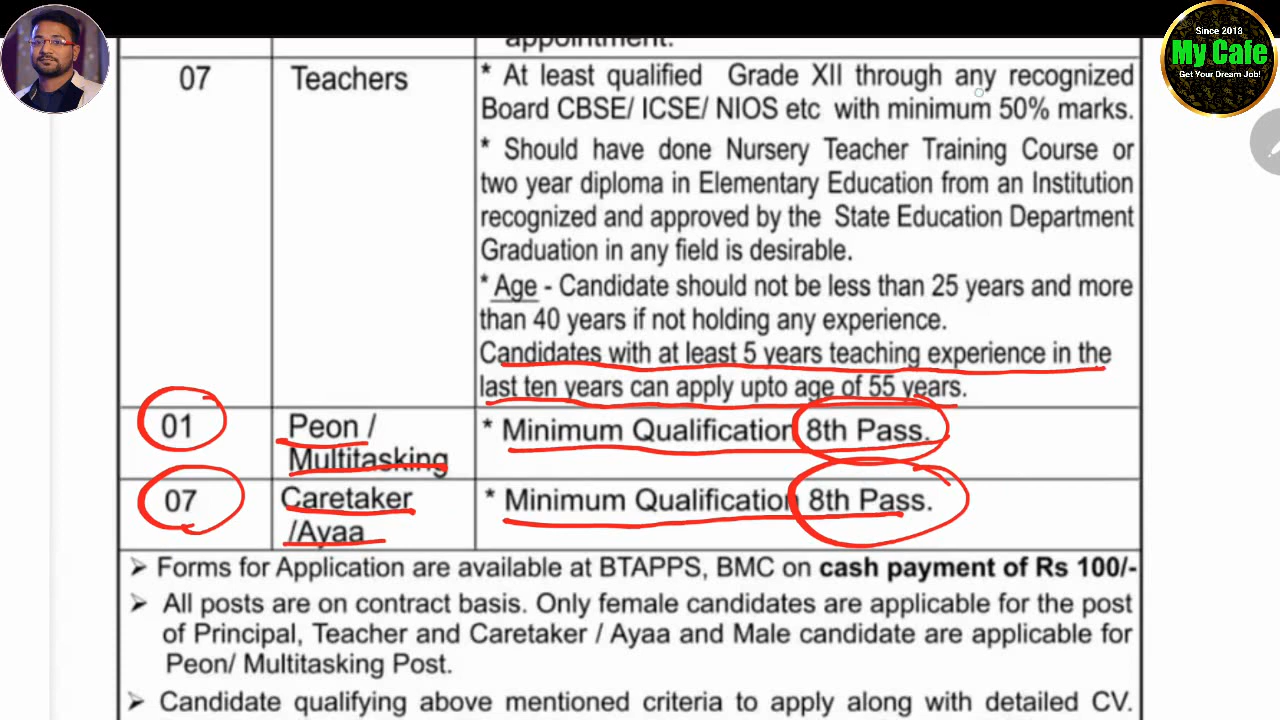 Since 2018
My Cafe
Get Your Dream Job!
appointment.
07 Teachers * At least qualified Grade XII through any recognized
Board CBSE/ ICSE/ NIOS etc with minimum 50% marks.
* Should have done Nursery Teacher Training Course or
two year diploma in Elementary Education from an Institution
recognized and approved by the State Education Department
Graduation in any field is desirable.
* Age - Candidate should not be less than 25 years and more
than 40 years if not holding any experience.
Candidates with at least 5 years teaching experience in the
last ten years can apply upto age of 55 years.
01 Peon / * Minimum Qualification 8th Pass.
Multitasking
07 Caretaker * Minimum Qualification 8th Pass.
/Ayaa
➢ Forms for Application are available at BTAPPS, BMC on cash payment of Rs 100/-
➢ All posts are on contract basis. Only female candidates are applicable for the post
of Principal, Teacher and Caretaker / Ayaa and Male candidate are applicable for
Peon/ Multitasking Post.
➢ Candidate qualifying above mentioned criteria to apply along with detailed CV.